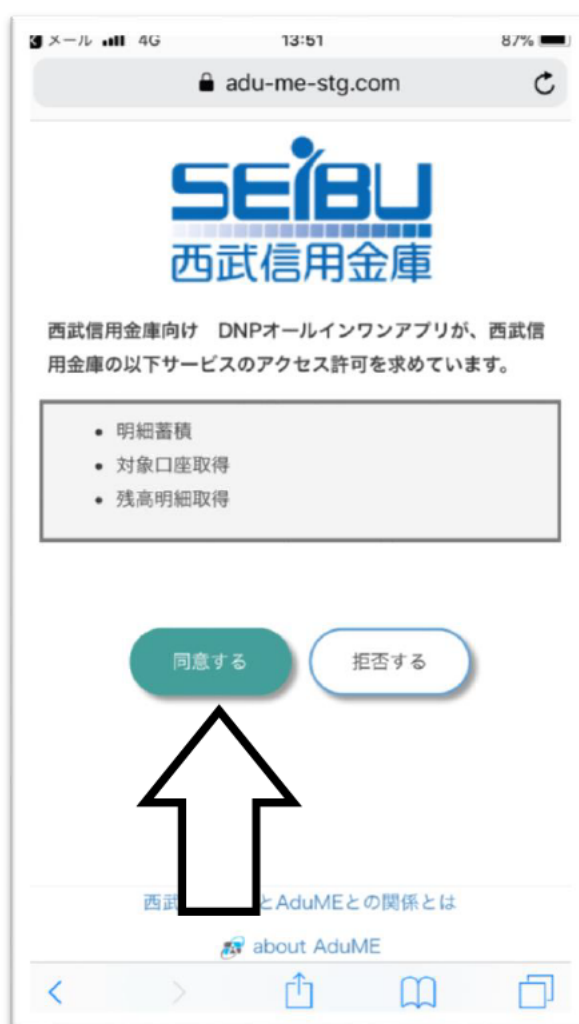 メール 4G 13:51 87%
adu-me-stg.com
SEIBU
西武信用金庫
西武信用金庫向け DNPオールインワンアプリが、西武信
用金庫の以下サービスのアクセス許可を求めています。
• 明細蓄積
• 対象口座取得
• 残高明細取得
同意する 拒否する
西武 とAduMEとの関係とは
about AduME